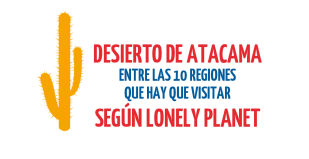 DESIERTO DE ATACAMA
ENTRE LAS 10 REGIONES
QUE HAY QUE VISITAR
SEGÚN LONELY PLANET